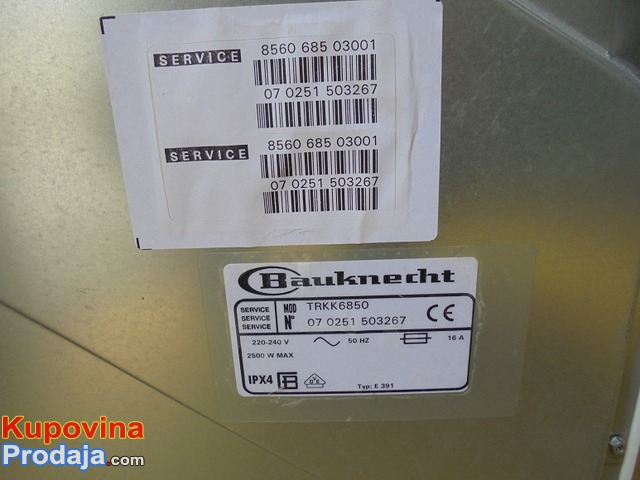 SERVICE 8560 685 03001
07 0251 503267
SERVICE 8560 685 03001
07 0251 503267
Bauknecht
SERVICE MOD TRKK6850 CE
SERVICE
SERVICE N° 07 0251 503267
220-240 V 50 HZ 16 A
2500 W MAX
IPX4 VDE
Typ: E 391
Kupovina
Prodaja.com